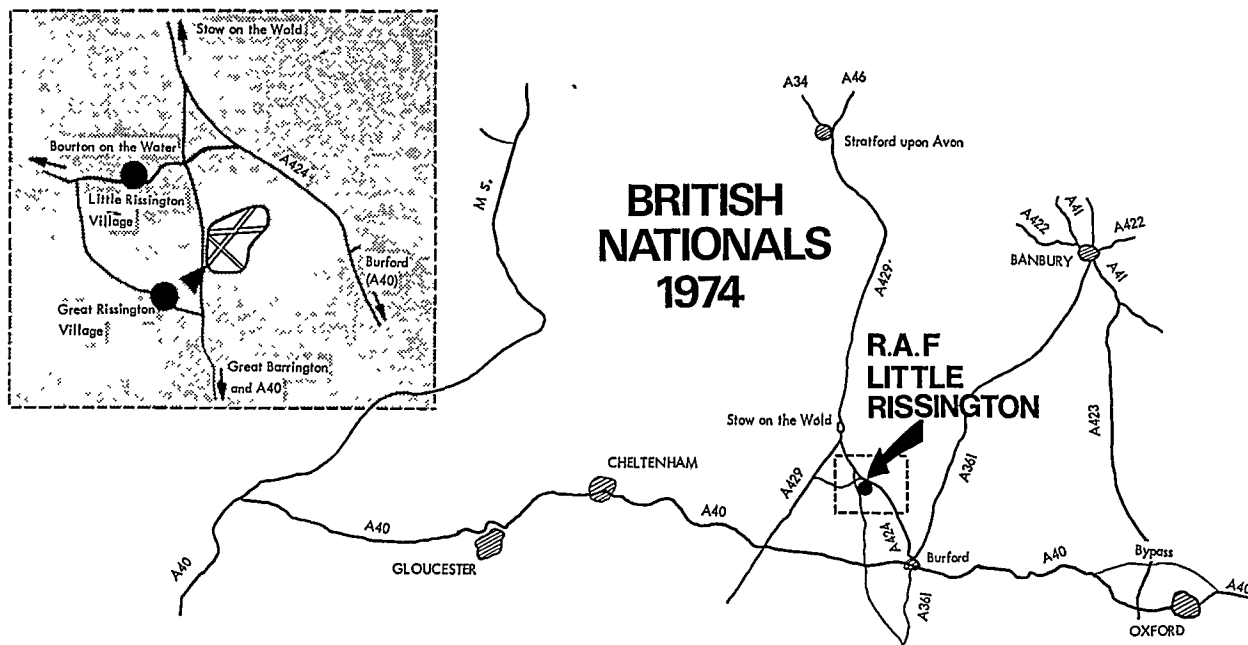 Stow on the Wold
Bourton on the Water
A424
Little Rissington
Village
Burford
(A40)
Great Rissington
Village
Great Barrington
and A40
M 5.
BRITISH
NATIONALS
1974
A34
A46
Stratford upon Avon
A429
A422
A41
A422
BANBURY
A41
R.A.F
LITTLE
RISSINGTON
Stow on the Wold
A429
A361
A423
CHELTENHAM
A40
A40
A40
GLOUCESTER
A424
Burford
A361
A40
Bypass
A40
OXFORD